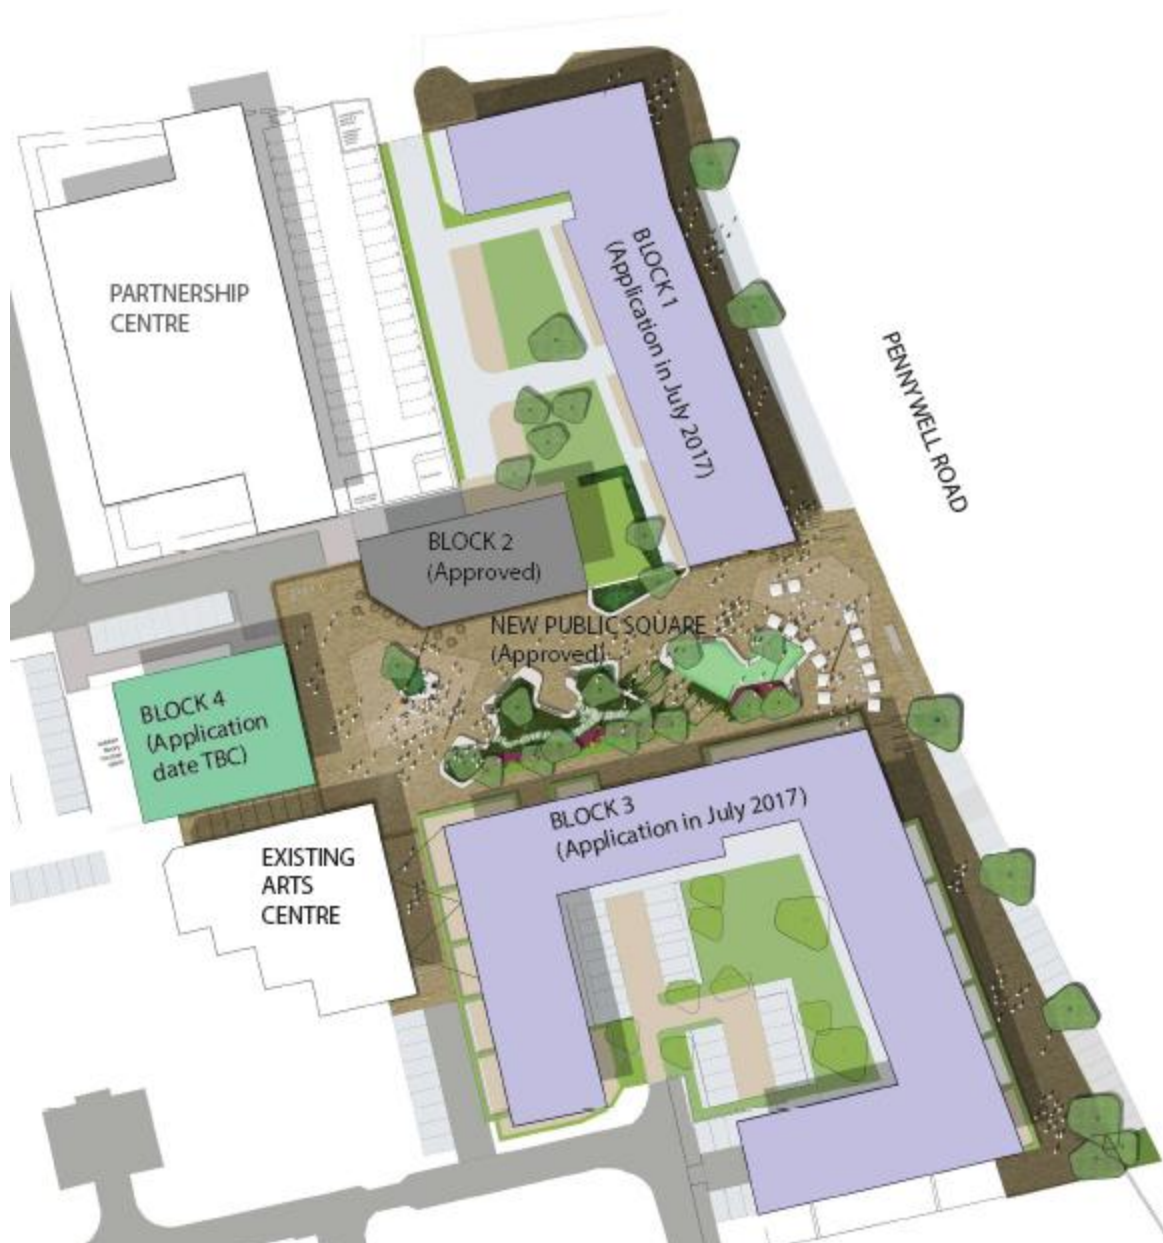 BLOCK 1
(Application in July 2017)
PARTNERSHIP
CENTRE
PENNYWELL ROAD
BLOCK 2
(Approved)
NEW PUBLIC SQUARE
(Approved)
BLOCK 4
(Application
date TBC)
BLOCK 3
(Application in July 2017)
EXISTING
ARTS
CENTRE